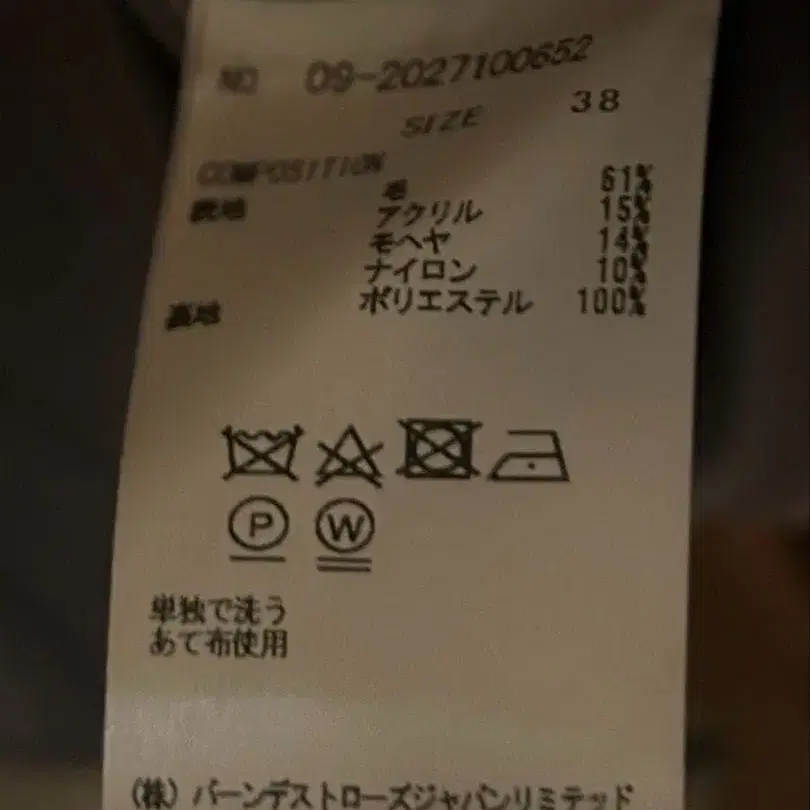 NO 09-2027100652
SIZE 38
COMPOSITION
表地 毛 61%
アクリル 15%
モヘヤ 14%
ナイロン 10%
裏地 ポリエステル 100%
P W
単独で洗う
あて布使用
(株) バーンデストローズジャパンリミテッド